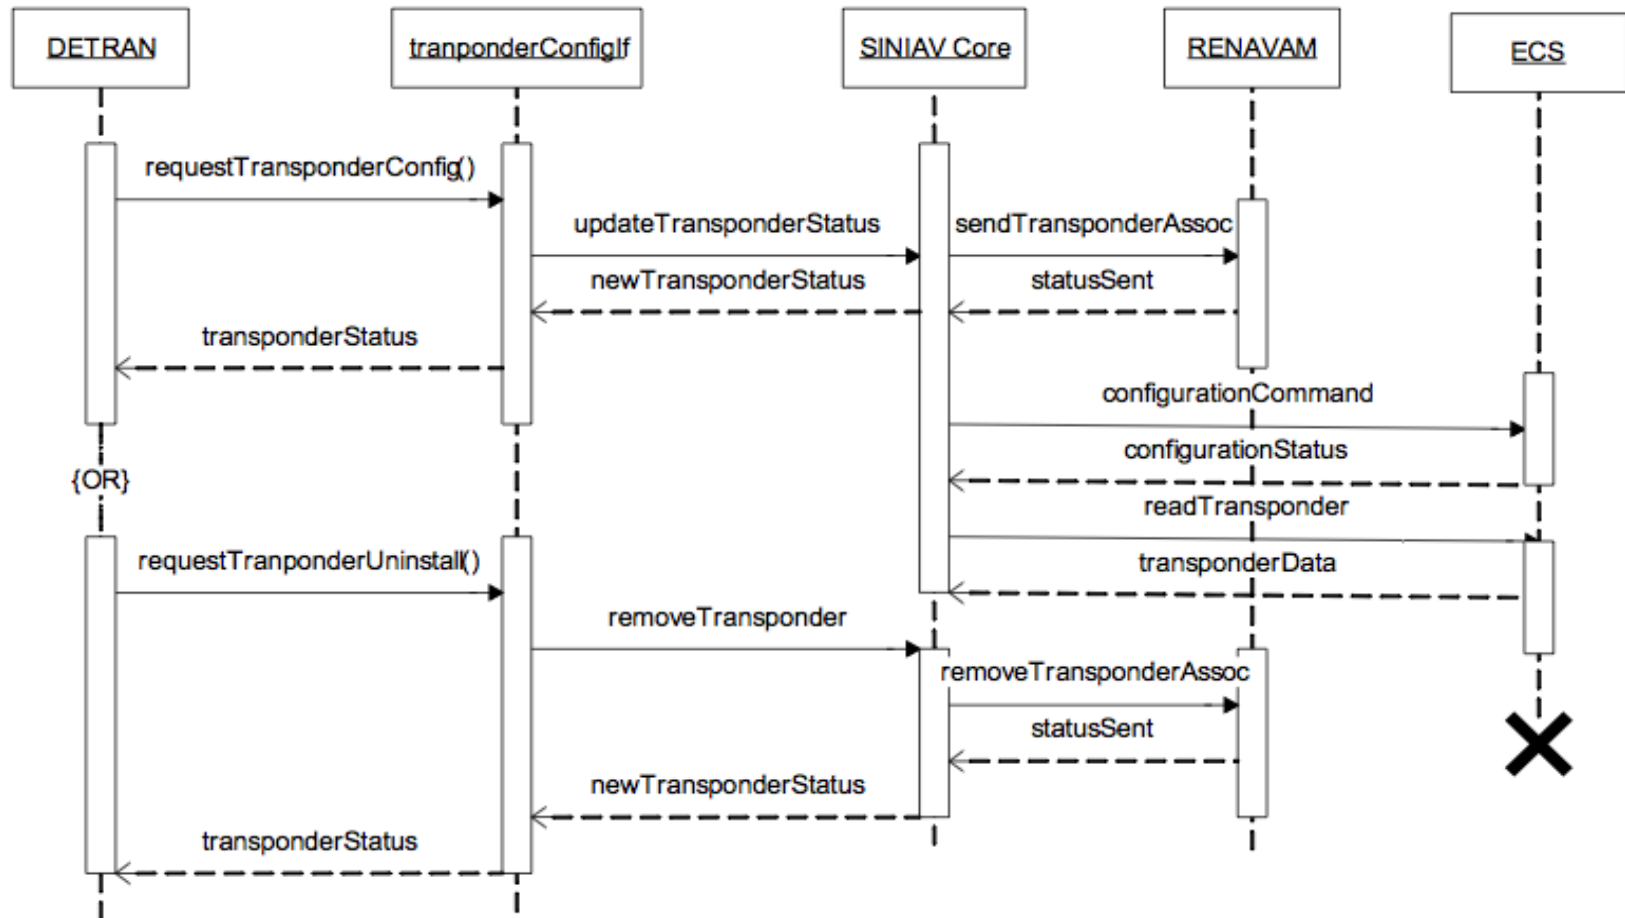 DETRAN
tranponderConfigIf
SINIAV Core
RENAVAM
ECS
requestTransponderConfig()
updateTransponderStatus
sendTransponderAssoc
newTransponderStatus
statusSent
transponderStatus
configurationCommand
configurationStatus
{OR}
readTransponder
requestTranponderUninstall()
transponderData
removeTransponder
removeTransponderAssoc
statusSent
newTransponderStatus
transponderStatus